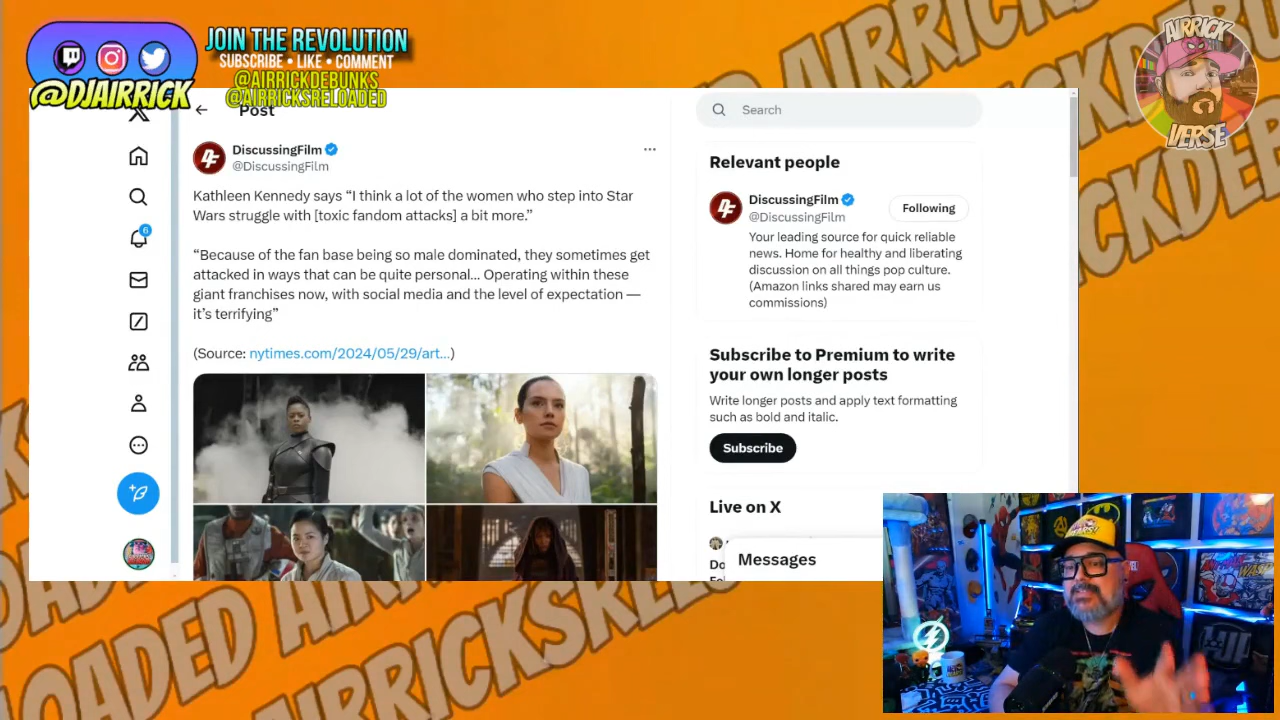 JOIN THE REVOLUTION
SUBSCRIBE • LIKE • COMMENT
@AIRRICKDEBUNKS
@AIRRICKSRELOADED
@DJAIRRICK
AIRRICK
VERSE
Post
Search
DiscussingFilm
@DiscussingFilm
Kathleen Kennedy says “I think a lot of the women who step into Star
Wars struggle with [toxic fandom attacks] a bit more.”
“Because of the fan base being so male dominated, they sometimes get
attacked in ways that can be quite personal... Operating within these
giant franchises now, with social media and the level of expectation —
it’s terrifying”
(Source: nytimes.com/2024/05/29/art...)
6
Relevant people
DiscussingFilm
@DiscussingFilm
Following
Your leading source for quick reliable
news. Home for healthy and liberating
discussion on all things pop culture.
(Amazon links shared may earn us
commissions)
Subscribe to Premium to write
your own longer posts
Write longer posts and apply text formatting
such as bold and italic.
Subscribe
Live on X
Messages